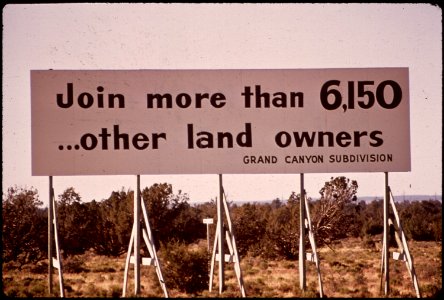 Join more than 6,150
...other land owners
GRAND CANYON SUBDIVISION